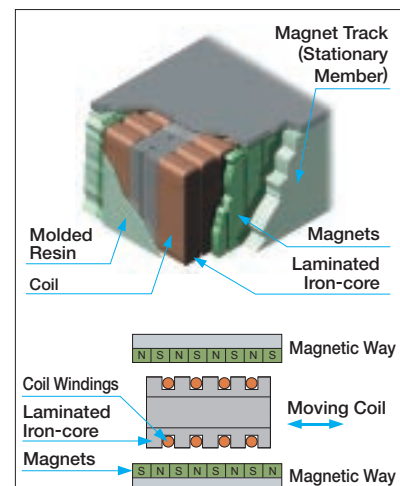 Magnet Track
(Stationary
Member)
Molded
Resin
Coil
Magnets
Laminated
Iron-core
N S N S N S N S
Magnetic Way
Coil Windings
Laminated
Iron-core
Moving Coil
Magnets
S N S N S N S N
Magnetic Way